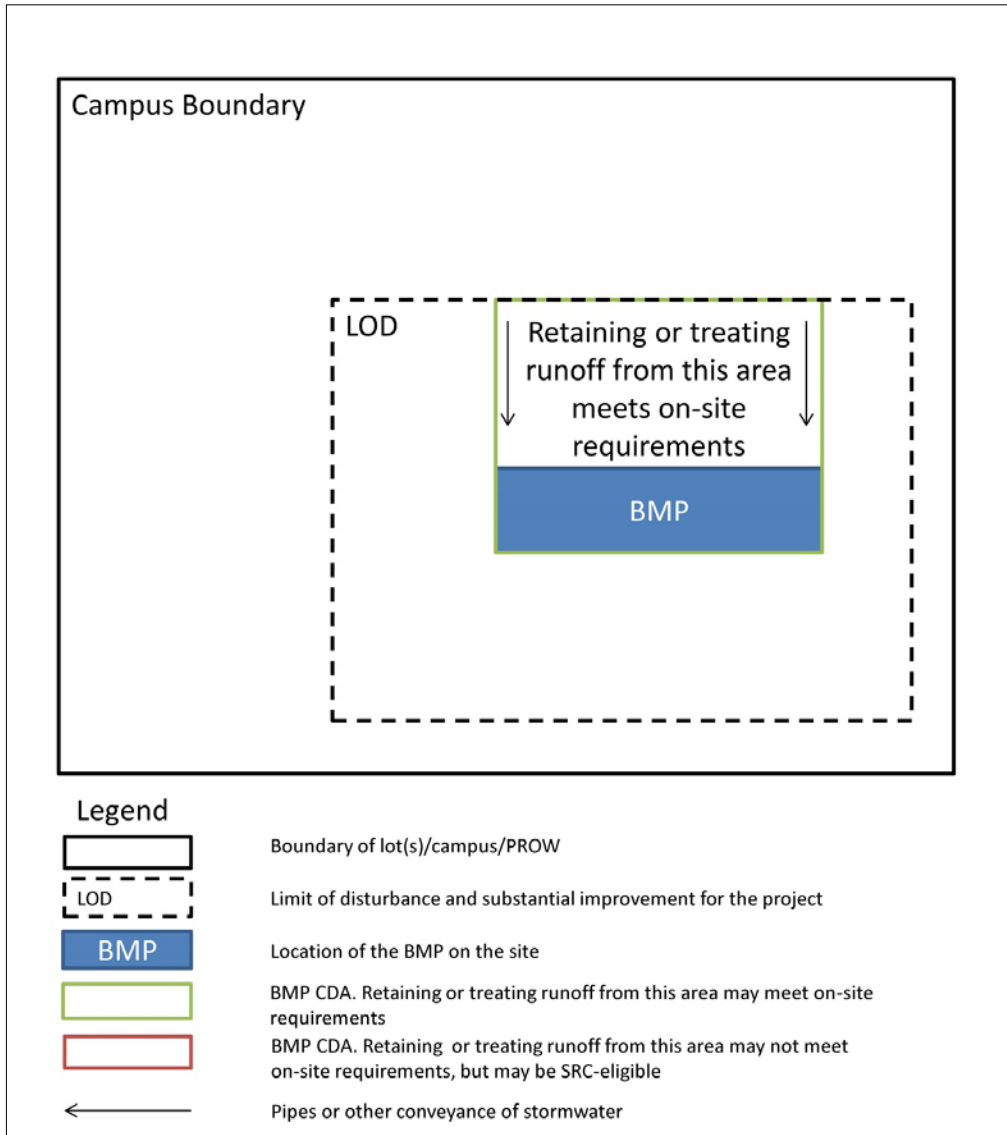 Campus Boundary
LOD
Retaining or treating
runoff from this area
meets on-site
requirements
BMP
Legend
Boundary of lot(s)/campus/PROW
LOD
Limit of disturbance and substantial improvement for the project
BMP
Location of the BMP on the site
BMP CDA. Retaining or treating runoff from this area may meet on-site
requirements
BMP CDA. Retaining or treating runoff from this area may not meet
on-site requirements, but may be SRC-eligible
Pipes or other conveyance of stormwater